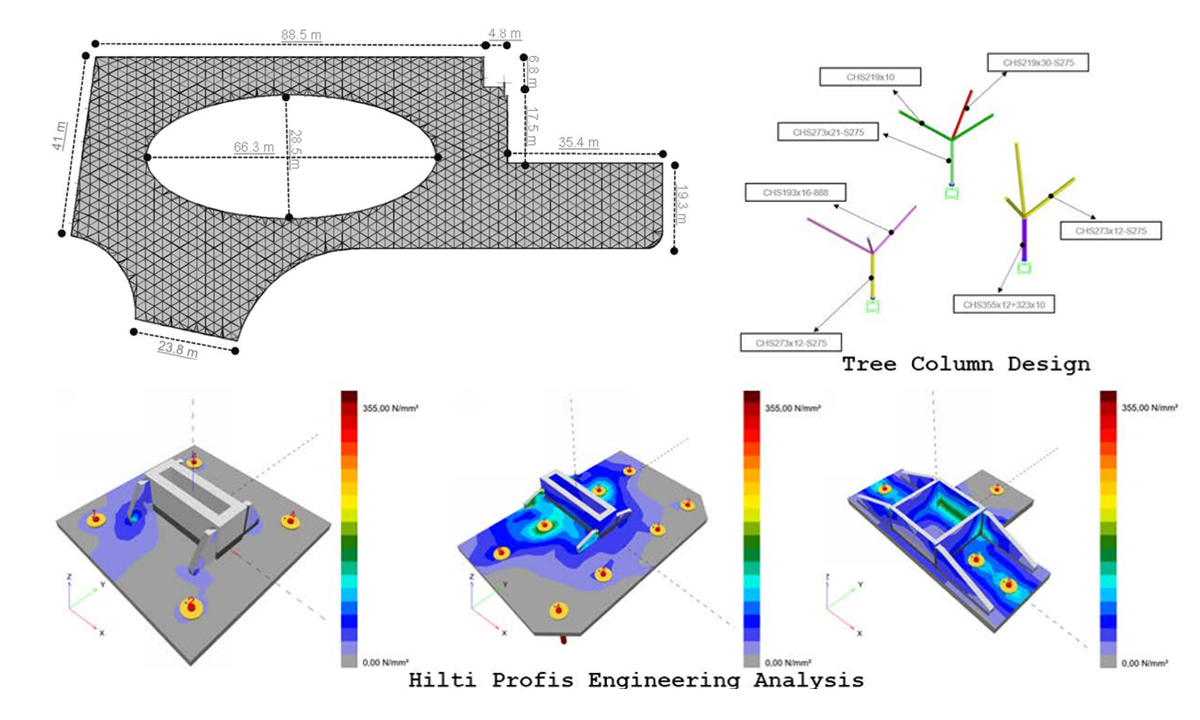 88.5 m
4.8 m
6.8 m
17.5 m
41 m
66.3 m
28.5 m
35.4 m
19.3 m
23.8 m
CHS219x10
CHS219x30-S275
CHS273x21-S275
CHS193x16-888
CHS273x12-S275
CHS355x12+323x10
CHS273x12-S275
Tree Column Design
355,00 N/mm²
355,00 N/mm²
355,00 N/mm²
Z
Y
X
Z
Y
X
Z
Y
X
0,00 N/mm²
0,00 N/mm²
0,00 N/mm²
Hilti Profis Engineering Analysis